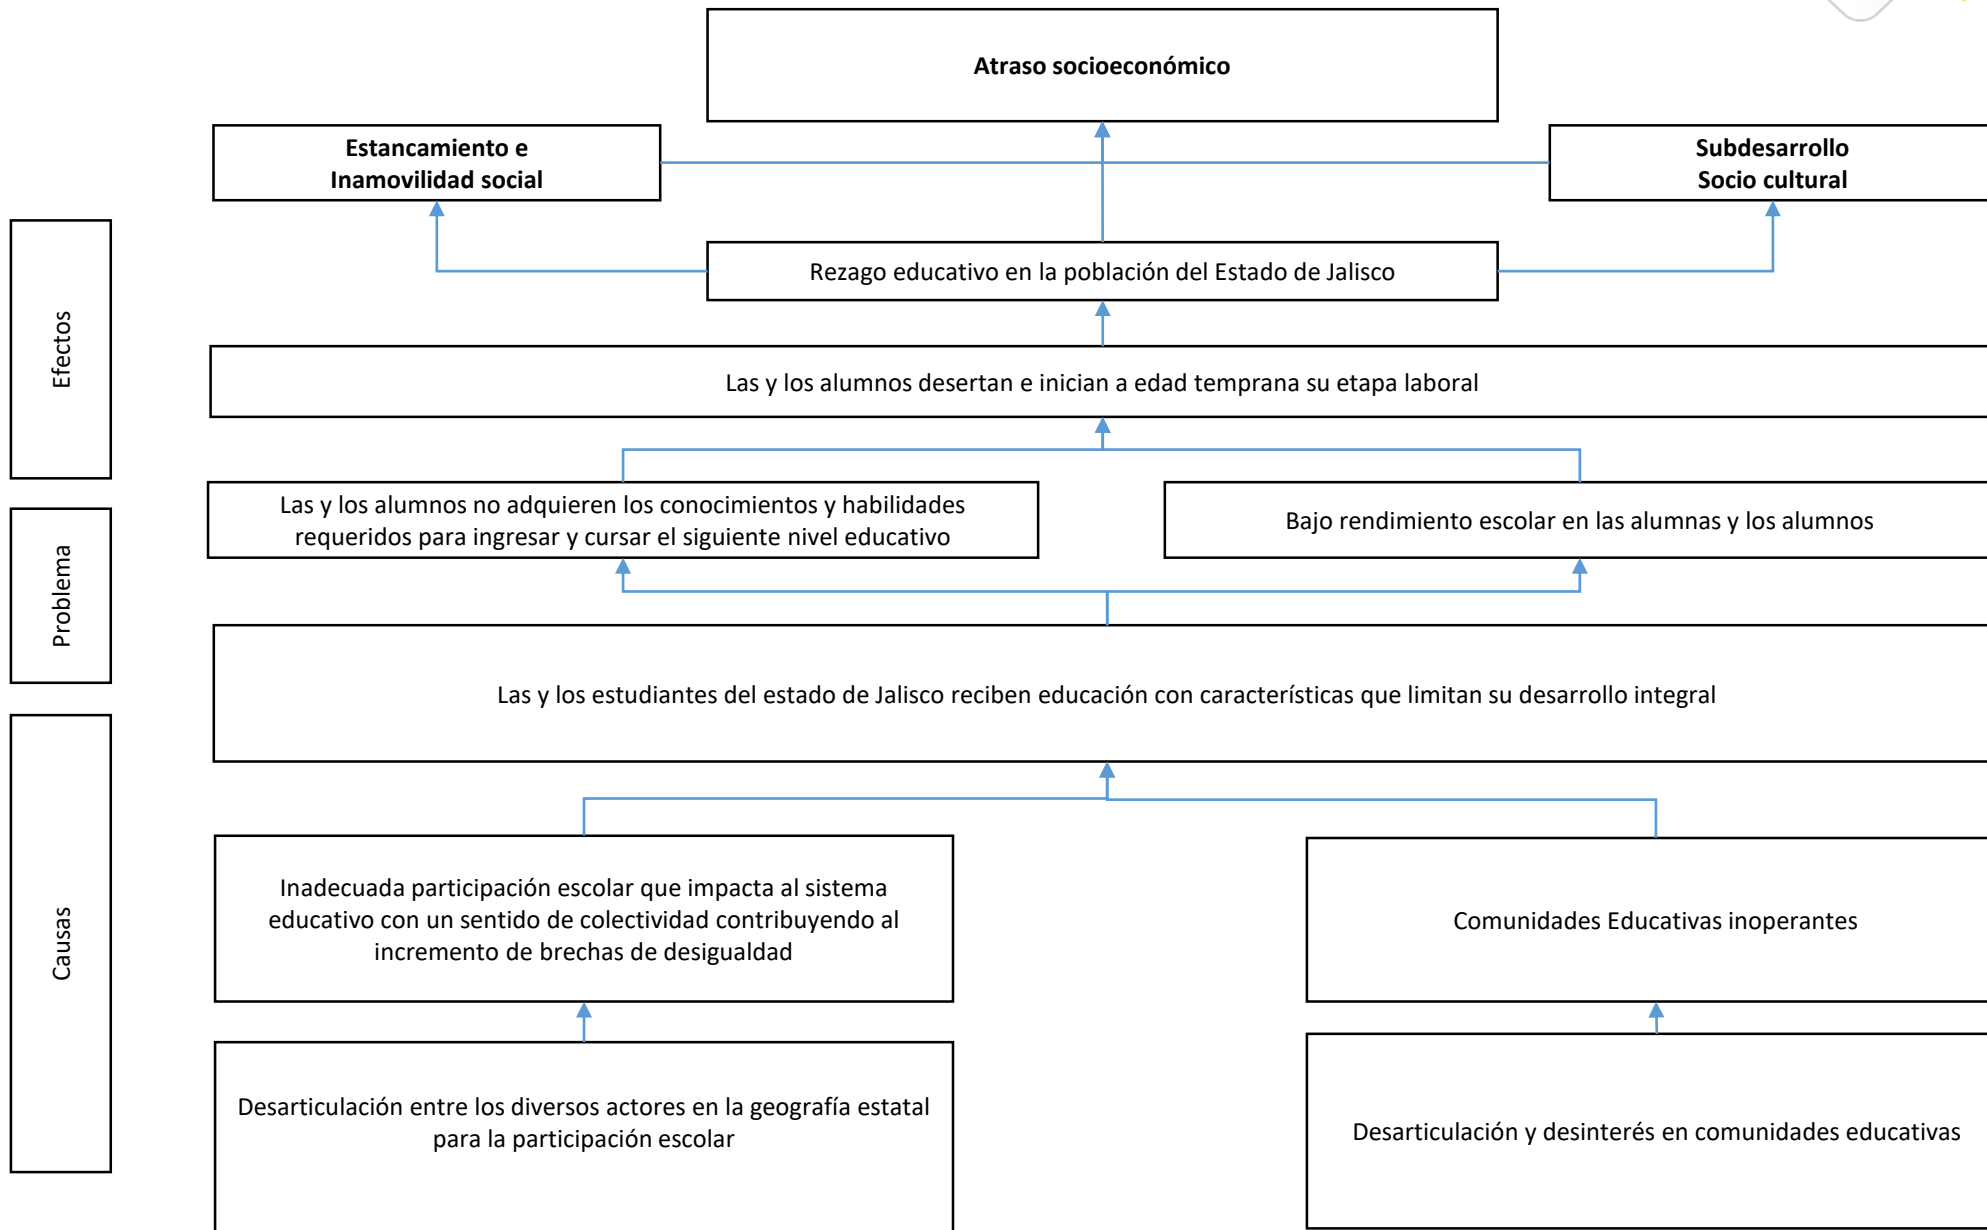 Atraso socioeconómico
Estancamiento e
Inamovilidad social
Subdesarrollo
Socio cultural
Rezago educativo en la población del Estado de Jalisco
Efectos
Las y los alumnos desertan e inician a edad temprana su etapa laboral
Las y los alumnos no adquieren los conocimientos y habilidades
requeridos para ingresar y cursar el siguiente nivel educativo
Bajo rendimiento escolar en las alumnas y los alumnos
Problema
Las y los estudiantes del estado de Jalisco reciben educación con características que limitan su desarrollo integral
Causas
Inadecuada participación escolar que impacta al sistema
educativo con un sentido de colectividad contribuyendo al
incremento de brechas de desigualdad
Comunidades Educativas inoperantes
Desarticulación entre los diversos actores en la geografía estatal
para la participación escolar
Desarticulación y desinterés en comunidades educativas